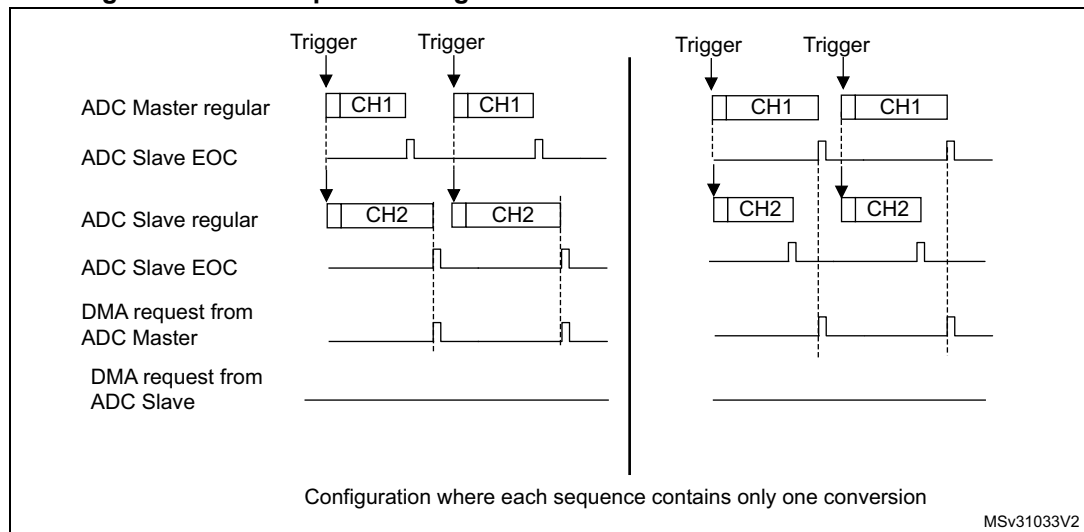 Trigger Trigger Trigger Trigger
ADC Master regular CH1 CH1 CH1 CH1
ADC Slave EOC
ADC Slave regular CH2 CH2 CH2 CH2
ADC Slave EOC
DMA request from
ADC Master
DMA request from
ADC Slave
Configuration where each sequence contains only one conversion
MSv31033V2